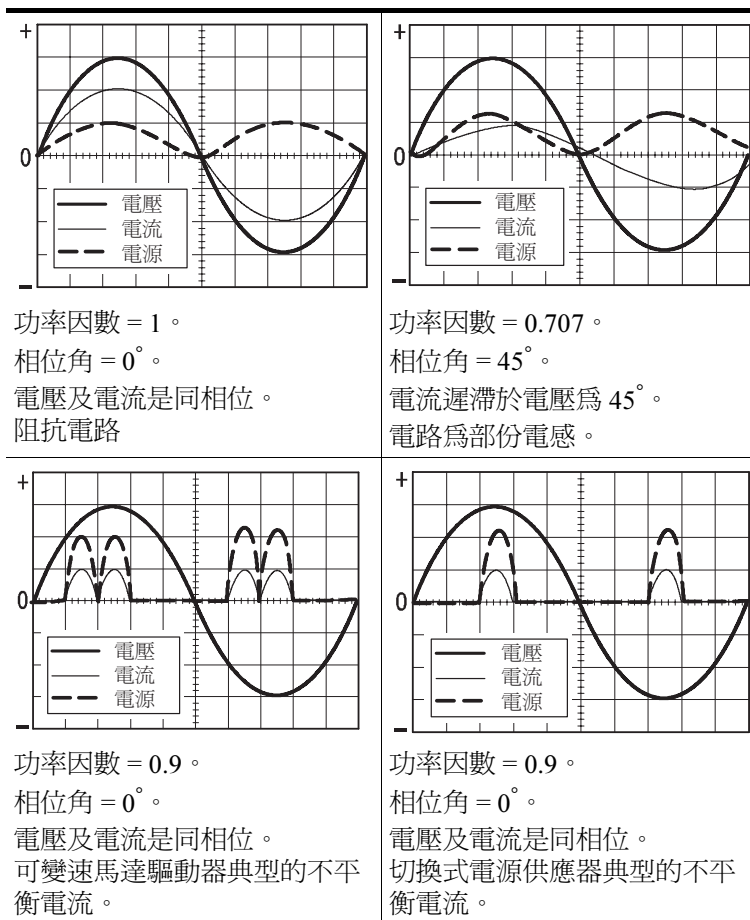 +
0
電壓
電流
電源
−
功率因數 = 1。
相位角 = 0°。
電壓及電流是同相位。
阻抗電路
+
0
電壓
電流
電源
−
功率因數 = 0.707。
相位角 = 45°。
電流遲滯於電壓爲 45°。
電路爲部份電感。
+
0
電壓
電流
電源
−
功率因數 = 0.9。
相位角 = 0°。
電壓及電流是同相位。
可變速馬達驅動器典型的不平
衡電流。
+
0
電壓
電流
電源
−
功率因數 = 0.9。
相位角 = 0°。
電壓及電流是同相位。
切換式電源供應器典型的不平
衡電流。